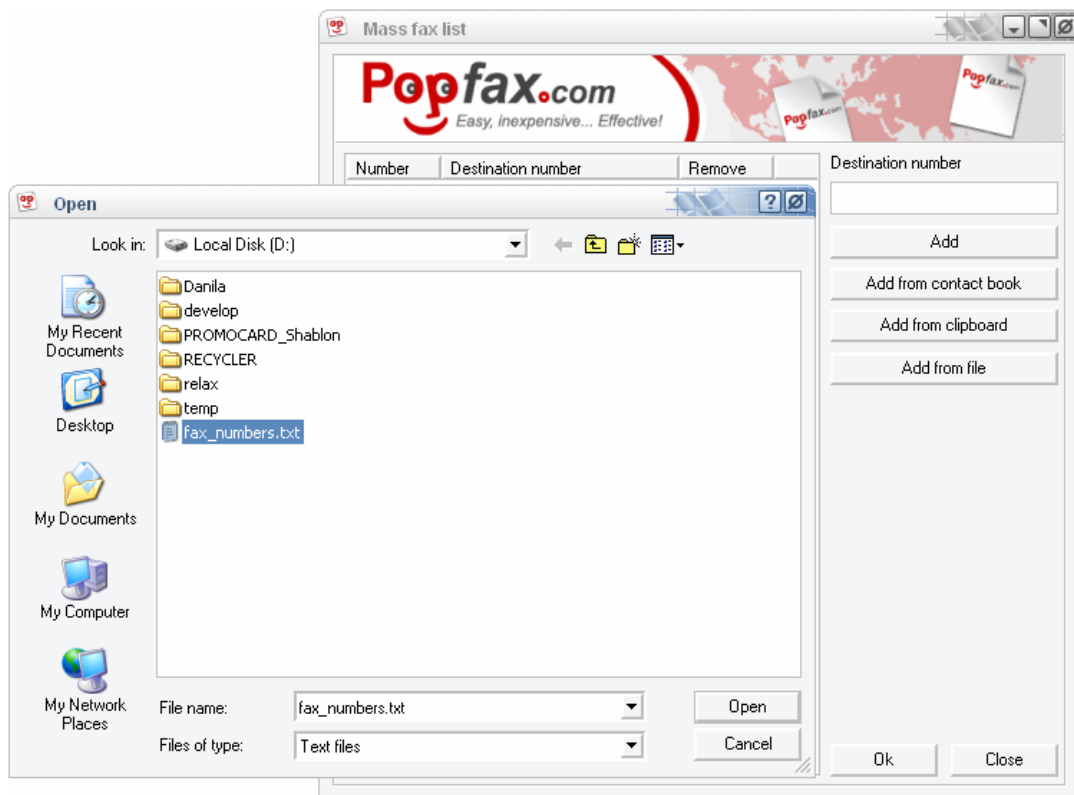 Mass fax list
Popfax.com
Easy, inexpensive... Effective!
Popfax.com
Popfax.com
Number Destination number Remove
Destination number
Add
Add from contact book
Add from clipboard
Add from file
Ok Close
Open
Look in: Local Disk (D:)
My Recent
Documents
Desktop
My Documents
My Computer
My Network
Places
Danila
develop
PROMOCARD_Shablon
RECYCLER
relax
temp
fax_numbers.txt
File name: fax_numbers.txt Open
Files of type: Text files Cancel